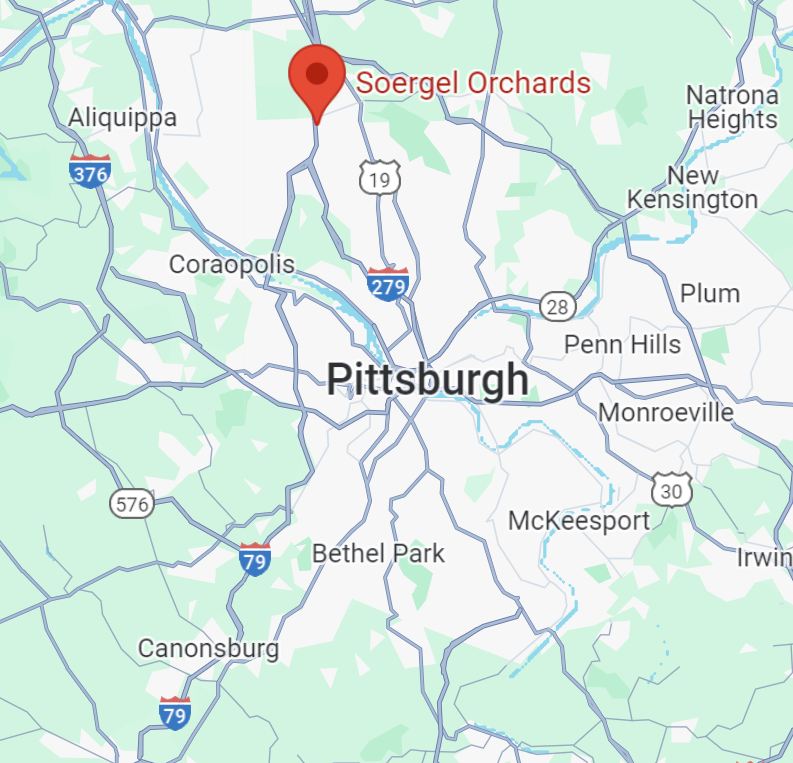 Soergel Orchards
Natrona
Heights
Aliquippa
376
19
New
Kensington
Coraopolis
279
28
Plum
Penn Hills
Pittsburgh
Monroeville
30
576
McKeesport
79
Bethel Park
Irwin
Canonsburg
79